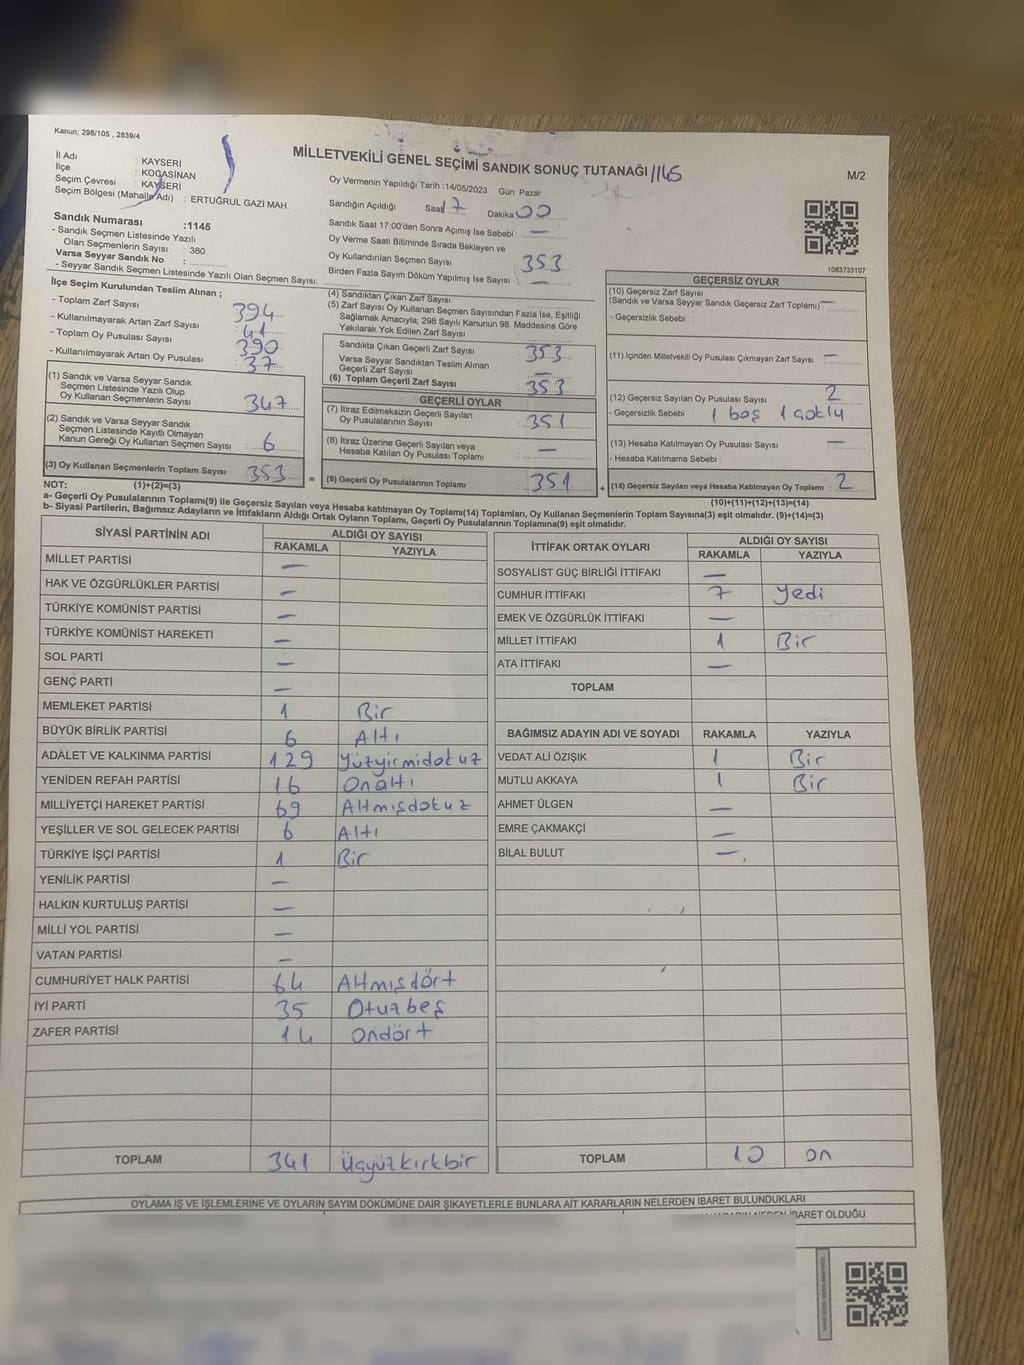 Kanun; 298/105 , 2839/4
İl Adı : KAYSERİ
İlçe : KOCASİNAN
Seçim Çevresi : KAYSERİ
Seçim Bölgesi (Mahalle Adı) : ERTUĞRUL GAZİ MAH.
MİLLETVEKİLİ GENEL SEÇİMİ SANDIK SONUÇ TUTANAĞI 1145
M/2
Oy Vermenin Yapıldığı Tarih :14/05/2023 Gün: Pazar
Sandığın Açıldığı Saat 17 Dakika 00
Sandık Saat 17:00'den Sonra Açımış İse Sebebi : —
Oy Verme Saati Bitiminde Sırada Bekleyen ve
Oy Kullandırılan Seçmen Sayısı 353
Birden Fazla Sayım Döküm Yapılmış İse Sayısı —
1083733107
Sandık Numarası :1145
- Sandık Seçmen Listesinde Yazılı
Olan Seçmenlerin Sayısı : 380
Varsa Seyyar Sandık No :
- Seyyar Sandık Seçmen Listesinde Yazılı Olan Seçmen Sayısı:
İlçe Seçim Kurulundan Teslim Alınan ;
- Toplam Zarf Sayısı : 394
- Kullanılmayarak Artan Zarf Sayısı : 41
- Toplam Oy Pusulası Sayısı : 390
- Kullanılmayarak Artan Oy Pusulası : 37
(1) Sandık ve Varsa Seyyar Sandık
Seçmen Listesinde Yazılı Olup
Oy Kullanan Seçmenlerin Sayısı : 347
(2) Sandık ve Varsa Seyyar Sandık
Seçmen Listesinde Kayıtlı Olmayan
Kanun Gereği Oy Kullanan Seçmen Sayısı : 6
(3) Oy Kullanan Seçmenlerin Toplam Sayısı : 353
(4) Sandıktan Çıkan Zarf Sayısı
(5) Zarf Sayısı Oy Kullanan Seçmen Sayısından Fazla İse, Eşitliği
Sağlamak Amacıyla; 298 Sayılı Kanunun 98. Maddesine Göre
Yakılarak Yok Edilen Zarf Sayısı
Sandıkta Çıkan Geçerli Zarf Sayısı : 353
Varsa Seyyar Sandıktan Teslim Alınan
Geçerli Zarf Sayısı : —
(6) Toplam Geçerli Zarf Sayısı : 353
GEÇERLİ OYLAR
(7) İtiraz Edilmeksizin Geçerli Sayılan
Oy Pusulalarının Sayısı : 351
(8) İtiraz Üzerine Geçerli Sayılan veya
Hesaba Katılan Oy Pusulası Toplamı : —
= (9) Geçerli Oy Pusulalarının Toplamı : 351
GEÇERSİZ OYLAR
(10) Geçersiz Zarf Sayısı
(Sandık ve Varsa Seyyar Sandık Geçersiz Zarf Toplamı) —
- Geçersizlik Sebebi :
(11) İçinden Milletvekili Oy Pusulası Çıkmayan Zarf Sayısı —
(12) Geçersiz Sayılan Oy Pusulası Sayısı 2
- Geçersizlik Sebebi : 1 boş 1 çoklu
(13) Hesaba Katılmayan Oy Pusulası Sayısı —
- Hesaba Katılmama Sebebi :
+ (14) Geçersiz Sayılan veya Hesaba Katılmayan Oy Toplamı : 2
NOT: (1)+(2)=(3)
(10)+(11)+(12)+(13)=(14)
a- Geçerli Oy Pusulalarının Toplamı(9) ile Geçersiz Sayılan veya Hesaba katılmayan Oy Toplamı(14) Toplamları, Oy Kullanan Seçmenlerin Toplam Sayısına(3) eşit olmalıdır. (9)+(14)=(3)
b- Siyasi Partilerin, Bağımsız Adayların ve İttifakların Aldığı Ortak Oyların Toplamı, Geçerli Oy Pusulalarının Toplamına(9) eşit olmalıdır.
SİYASİ PARTİNİN ADI ALDIĞI OY SAYISI
RAKAMLA YAZIYLA
MİLLET PARTİSİ —
HAK VE ÖZGÜRLÜKLER PARTİSİ —
TÜRKİYE KOMÜNİST PARTİSİ —
TÜRKİYE KOMÜNİST HAREKETİ —
SOL PARTİ —
GENÇ PARTİ —
MEMLEKET PARTİSİ 1 Bir
BÜYÜK BİRLİK PARTİSİ 6 Altı
ADALET VE KALKINMA PARTİSİ 129 Yüzyirmidokuz
YENİDEN REFAH PARTİSİ 16 Onaltı
MİLLİYETÇİ HAREKET PARTİSİ 69 Altmışdokuz
YEŞİLLER VE SOL GELECEK PARTİSİ 6 Altı
TÜRKİYE İŞÇİ PARTİSİ 1 Bir
YENİLİK PARTİSİ —
HALKIN KURTULUŞ PARTİSİ —
MİLLİ YOL PARTİSİ —
VATAN PARTİSİ —
CUMHURİYET HALK PARTİSİ 64 Altmışdört
İYİ PARTİ 35 Otuzbeş
ZAFER PARTİSİ 14 Ondört
TOPLAM 341 Üçyüzkırkbir
İTTİFAK ORTAK OYLARI ALDIĞI OY SAYISI
RAKAMLA YAZIYLA
SOSYALİST GÜÇ BİRLİĞİ İTTİFAKI —
CUMHUR İTTİFAKI 7 Yedi
EMEK VE ÖZGÜRLÜK İTTİFAKI —
MİLLET İTTİFAKI 1 Bir
ATA İTTİFAKI —
TOPLAM
BAĞIMSIZ ADAYIN ADI VE SOYADI RAKAMLA YAZIYLA
VEDAT ALİ ÖZIŞIK 1 Bir
MUTLU AKKAYA 1 Bir
AHMET ÜLGEN —
EMRE ÇAKMAKÇİ —
BİLAL BULUT —
TOPLAM 10 on
OYLAMA İŞ VE İŞLEMLERİNE VE OYLARIN SAYIM DÖKÜMÜNE DAİR ŞİKAYETLERLE BUNLARA AİT KARARLARIN NELERDEN İBARET BULUNDUKLARI
İBARET OLDUĞU